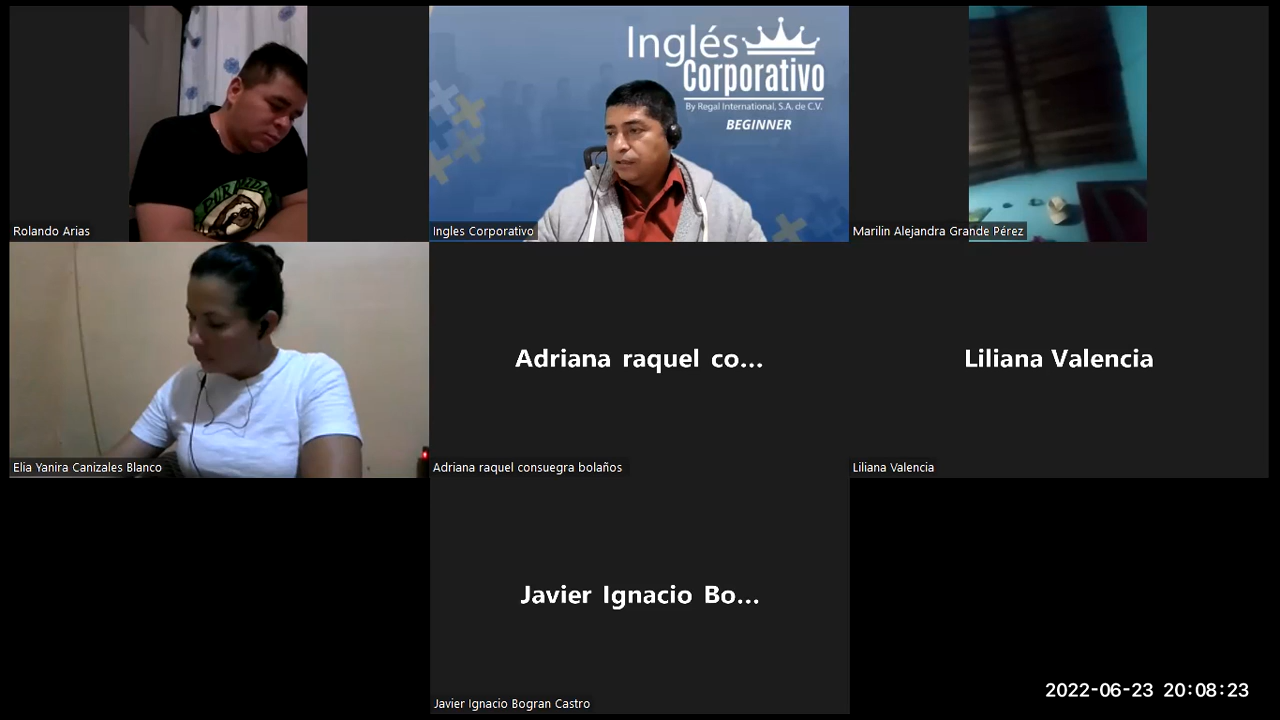 Inglés
Corporativo
By Regal International, S.A. de C.V.
BEGINNER
PURA VIDA
Rolando Arias
Ingles Corporativo
Marilin Alejandra Grande Pérez
Adriana raquel co...
Liliana Valencia
Elia Yanira Canizales Blanco
Adriana raquel consuegra bolaños
Liliana Valencia
Javier Ignacio Bo...
Javier Ignacio Bogran Castro
2022-06-23 20:08:23